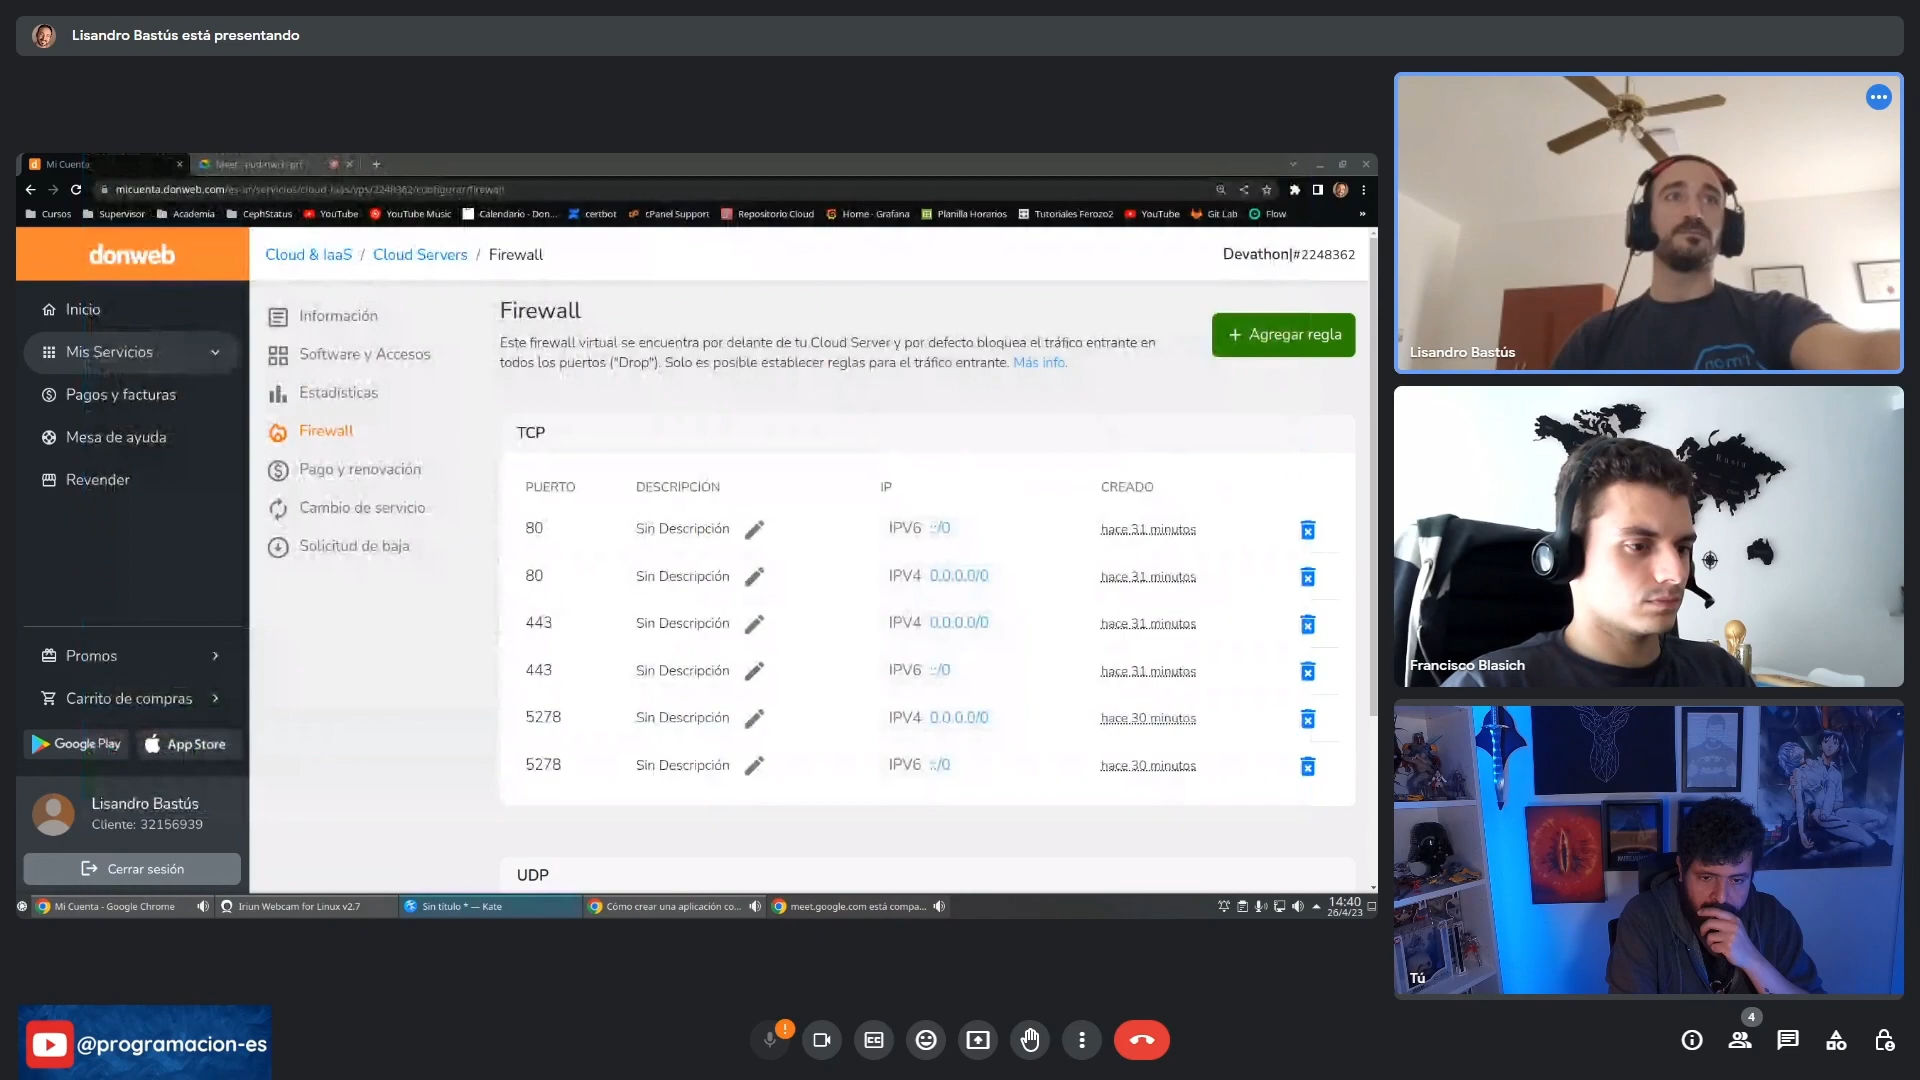 Lisandro Bastús está presentando
Mi Cuenta
micuenta.donweb.com/es-ar/servicios/cloud-iaas/vps/2248362/configurar/firewall
Cursos
Supervisor
Academia
CephStatus
YouTube
YouTube Music
Calendario - Don...
certbot
cPanel Support
Repositorio Cloud
Home - Grafana
Planilla Horarios
Tutoriales Ferozo2
YouTube
Git Lab
Flow
»
donweb
Cloud & IaaS / Cloud Servers / Firewall
Devathon|#2248362
Inicio
Mis Servicios
Pagos y facturas
Mesa de ayuda
Revender
Promos
Carrito de compras
Google Play
App Store
Lisandro Bastús
Cliente: 32156939
Cerrar sesión
Información
Software y Accesos
Estadísticas
Firewall
Pago y renovación
Cambio de servicio
Solicitud de baja
Firewall
Este firewall virtual se encuentra por delante de tu Cloud Server y por defecto bloquea el tráfico entrante en
todos los puertos ("Drop"). Solo es posible establecer reglas para el tráfico entrante. Más info.
+ Agregar regla
TCP
PUERTO DESCRIPCIÓN IP CREADO
80 Sin Descripción IPV6 ::/0 hace 31 minutos
80 Sin Descripción IPV4 0.0.0.0/0 hace 31 minutos
443 Sin Descripción IPV4 0.0.0.0/0 hace 31 minutos
443 Sin Descripción IPV6 ::/0 hace 31 minutos
5278 Sin Descripción IPV4 0.0.0.0/0 hace 30 minutos
5278 Sin Descripción IPV6 ::/0 hace 30 minutos
UDP
Mi Cuenta - Google Chrome
Iriun Webcam for Linux v2.7
Sin título * — Kate
Cómo crear una aplicación co...
meet.google.com está compa...
14:40
26/4/23
Lisandro Bastús
Francisco Blasich
Tú
@programacion-es
4